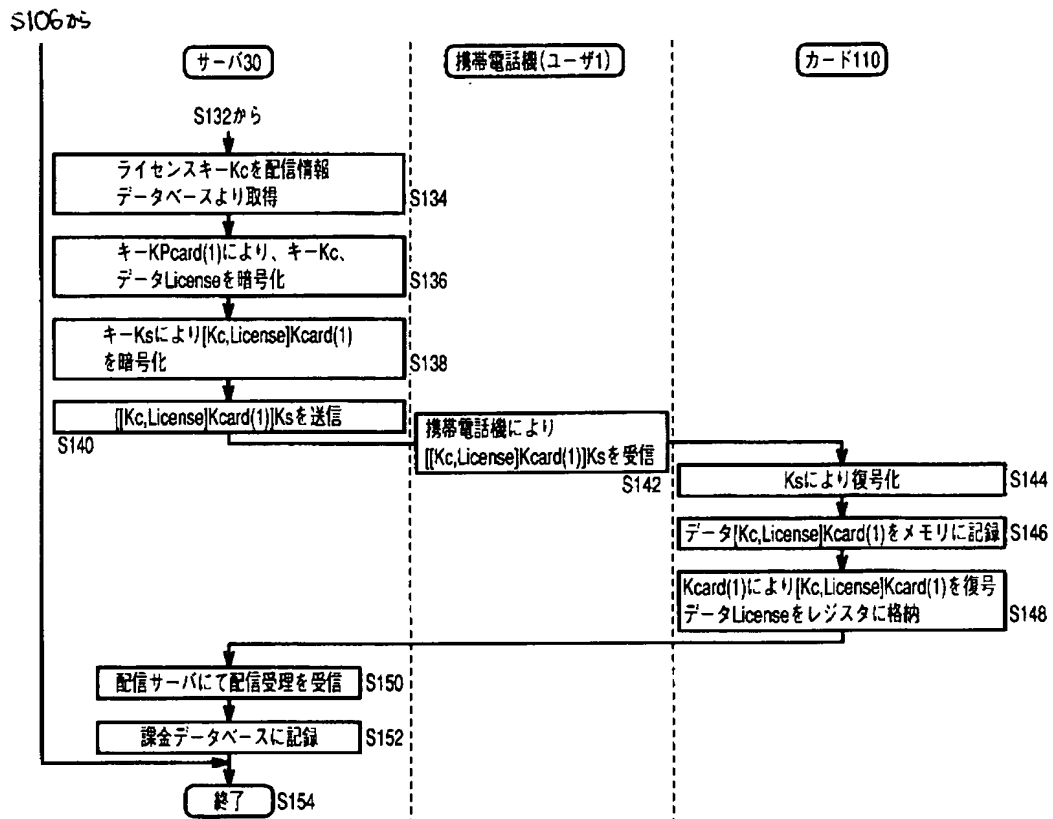 S106から
サーバ30
携帯電話機(ユーザ1)
カード110
S132から
ライセンスキーKcを配信情報
データベースより取得
S134
キーKPcard(1)により、キーKc、
データLicenseを暗号化
S136
キーKsにより[Kc,License]Kcard(1)
を暗号化
S138
[[Kc,License]Kcard(1)]Ksを送信
S140
携帯電話機により
[[Kc,License]Kcard(1)]Ksを受信
S142
Ksにより復号化
S144
データ[Kc,License]Kcard(1)をメモリに記録
S146
Kcard(1)により[Kc,License]Kcard(1)を復号
データLicenseをレジスタに格納
S148
配信サーバにて配信受理を受信
S150
課金データベースに記録
S152
終了
S154